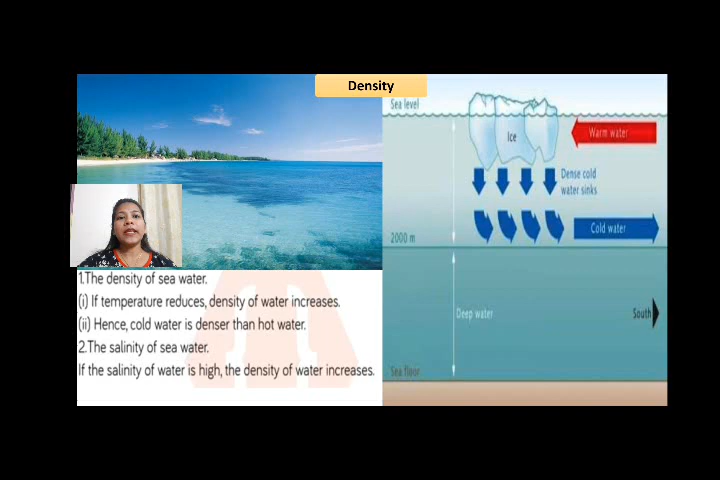 Density
Sea level
Ice
Warm water
Dense cold
water sinks
2000 m
Cold water
Deep water
South
Sea floor
1.The density of sea water.
(i) If temperature reduces, density of water increases.
(ii) Hence, cold water is denser than hot water.
2.The salinity of sea water.
If the salinity of water is high, the density of water increases.